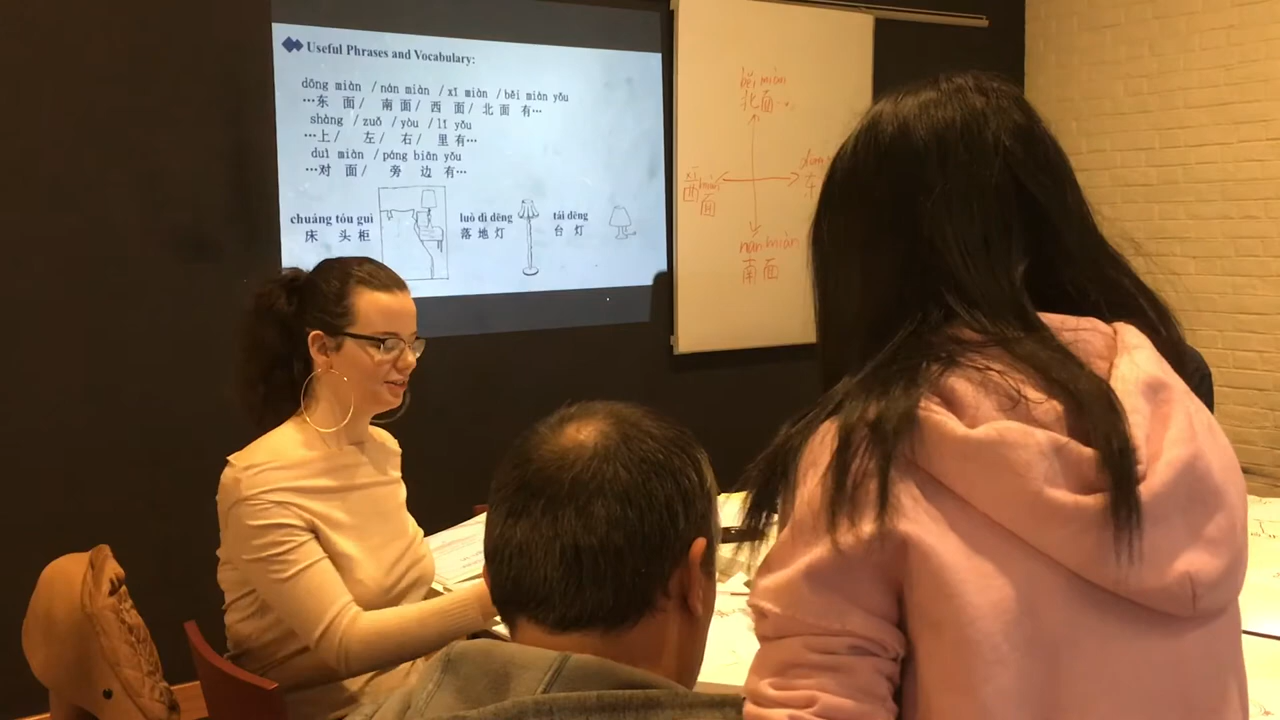 Useful Phrases and Vocabulary:
dōng miàn / nán miàn / xī miàn / běi miàn yǒu
…东 面/ 南 面/ 西 面/ 北 面 有…
shàng / zuǒ / yòu / lǐ yǒu
…上/ 左/ 右/ 里 有…
duì miàn / páng biān yǒu
…对 面/ 旁 边 有…
chuáng tóu guì
床 头 柜
luò dì dēng
落 地 灯
tái dēng
台 灯
běi miàn
北面…。
xī miàn
西面
东
nán miàn
南面